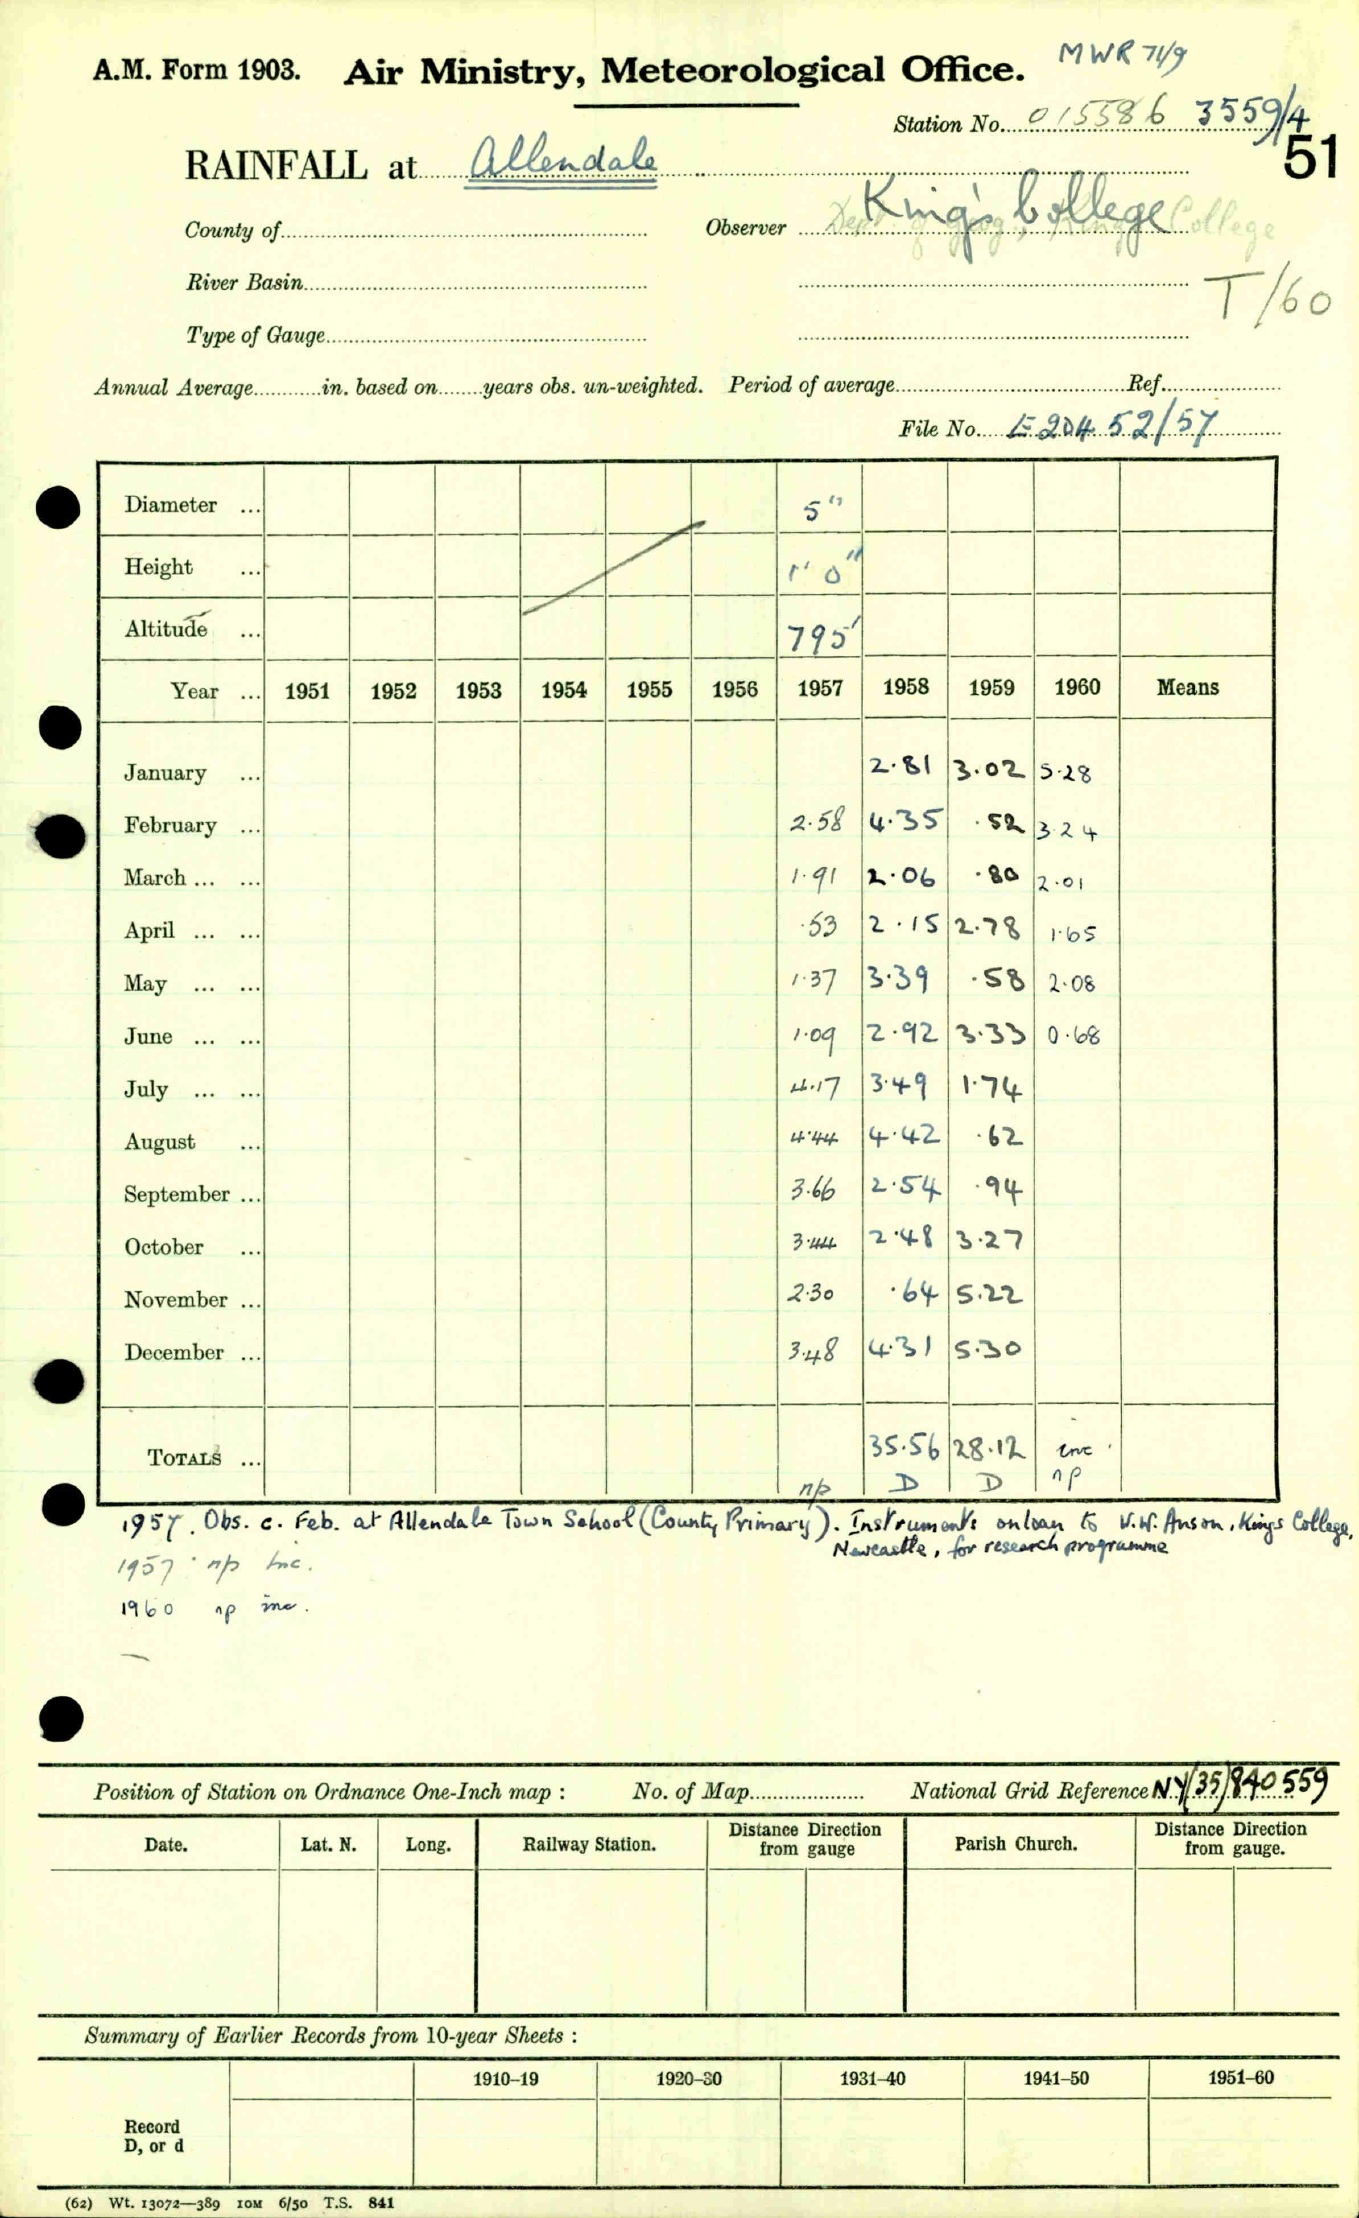 MWR 71/9
A.M. Form 1903. Air Ministry, Meteorological Office.
Station No. 015586 3559/4
51
RAINFALL at Allendale
King's College
County of Observer Dept. of Geog., King's College
River Basin T/60
Type of Gauge
Annual Average in. based on years obs. un-weighted. Period of average Ref.
File No. E204 52/57
Diameter ... 5"
Height ... 1' 0"
Altitude ... 795'
Year ... 1951 1952 1953 1954 1955 1956 1957 1958 1959 1960 Means
January ... 2.81 3.02 5.28
February ... 2.58 4.35 .52 3.24
March ... ... 1.91 2.06 .80 2.01
April ... ... .53 2.15 2.78 1.65
May ... ... 1.37 3.39 .58 2.08
June ... ... 1.09 2.92 3.33 0.68
July ... ... 4.17 3.49 1.74
August ... 4.44 4.42 .62
September ... 3.66 2.54 .94
October ... 3.44 2.48 3.27
November ... 2.30 .64 5.22
December ... 3.48 4.31 5.30
TOTALS ... 35.56 28.12 inc.
n/p D D np
1957. Obs. c. Feb. at Allendale Town School (County Primary). Instruments on loan to W.W. Anson, Kings College,
Newcastle, for research programme
1957 n/p Inc.
1960 np inc.
Position of Station on Ordnance One-Inch map : No. of Map National Grid Reference NY(35)840559
Date. Lat. N. Long. Railway Station. Distance from Direction gauge Parish Church. Distance from Direction gauge.
Summary of Earlier Records from 10-year Sheets :
1910–19 1920–30 1931–40 1941–50 1951–60
Record
D, or d
(62) Wt. 13072—389 10M 6/50 T.S. 841